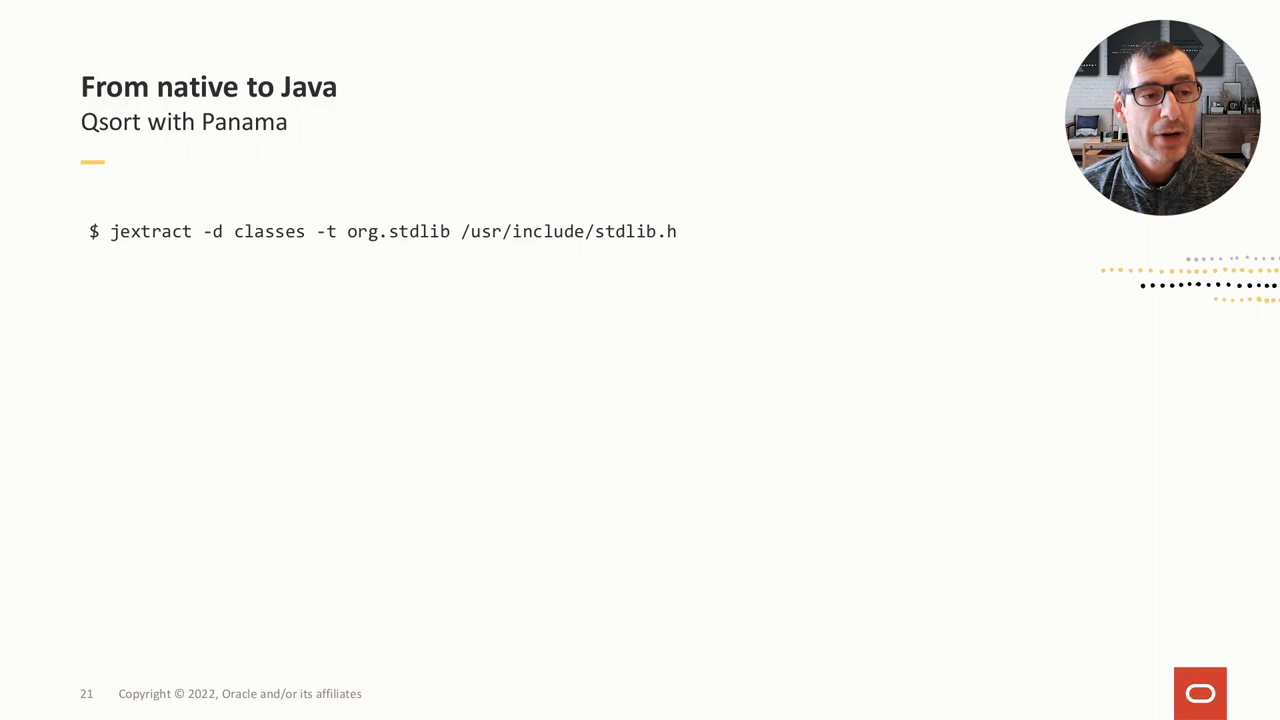 From native to Java
Qsort with Panama
$ jextract -d classes -t org.stdlib /usr/include/stdlib.h
21 Copyright © 2022, Oracle and/or its affiliates